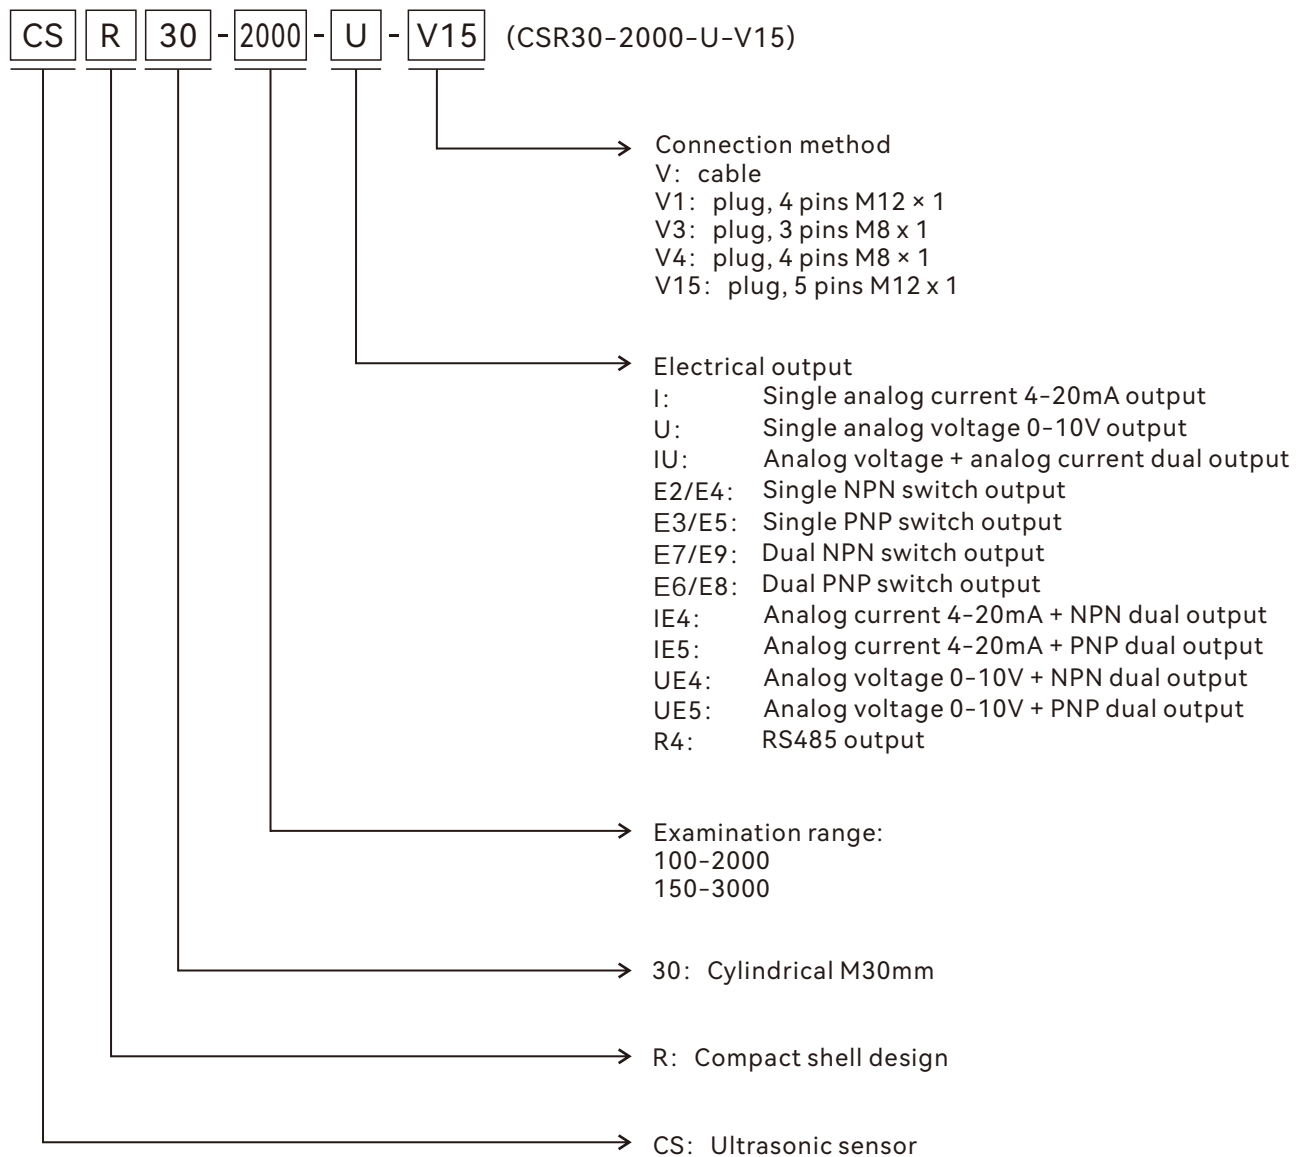 CS R 30 - 2000 - U - V15 (CSR30-2000-U-V15)
Connection method
V: cable
V1: plug, 4 pins M12 × 1
V3: plug, 3 pins M8 x 1
V4: plug, 4 pins M8 × 1
V15: plug, 5 pins M12 x 1
Electrical output
I: Single analog current 4-20mA output
U: Single analog voltage 0-10V output
IU: Analog voltage + analog current dual output
E2/E4: Single NPN switch output
E3/E5: Single PNP switch output
E7/E9: Dual NPN switch output
E6/E8: Dual PNP switch output
IE4: Analog current 4-20mA + NPN dual output
IE5: Analog current 4-20mA + PNP dual output
UE4: Analog voltage 0-10V + NPN dual output
UE5: Analog voltage 0-10V + PNP dual output
R4: RS485 output
Examination range:
100-2000
150-3000
30: Cylindrical M30mm
R: Compact shell design
CS: Ultrasonic sensor